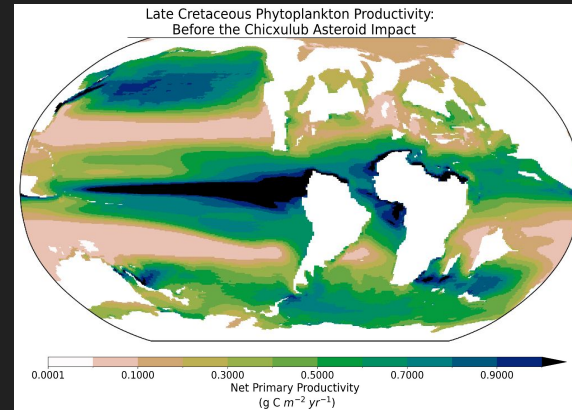 Late Cretaceous Phytoplankton Productivity:
Before the Chicxulub Asteroid Impact
0.0001 0.1000 0.3000 0.5000 0.7000 0.9000
Net Primary Productivity
(g C m⁻² yr⁻¹)